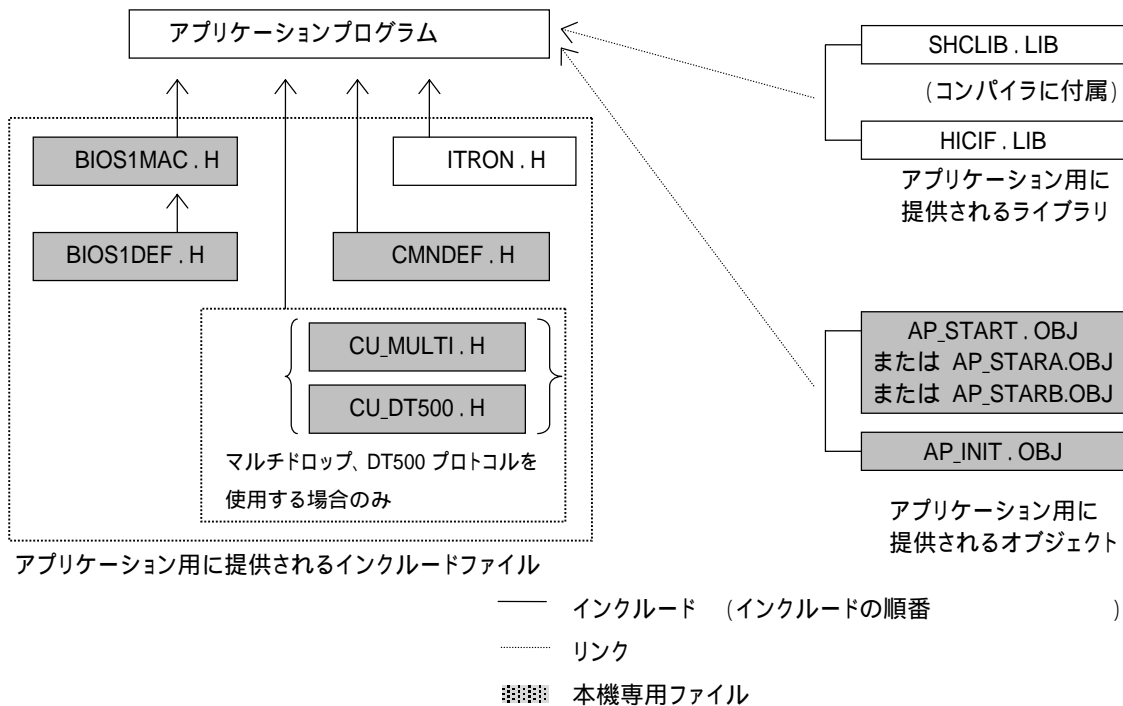 アプリケーションプログラム
SHCLIB . LIB
(コンパイラに付属)
HICIF . LIB
アプリケーション用に
提供されるライブラリ
BIOS1MAC . H
ITRON . H
BIOS1DEF . H
CMNDEF . H
CU_MULTI . H
CU_DT500 . H
マルチドロップ、DT500 プロトコルを
使用する場合のみ
アプリケーション用に提供されるインクルードファイル
AP_START . OBJ
または AP_STARA.OBJ
または AP_STARB.OBJ
AP_INIT . OBJ
アプリケーション用に
提供されるオブジェクト
インクルード (インクルードの順番 )
リンク
本機専用ファイル